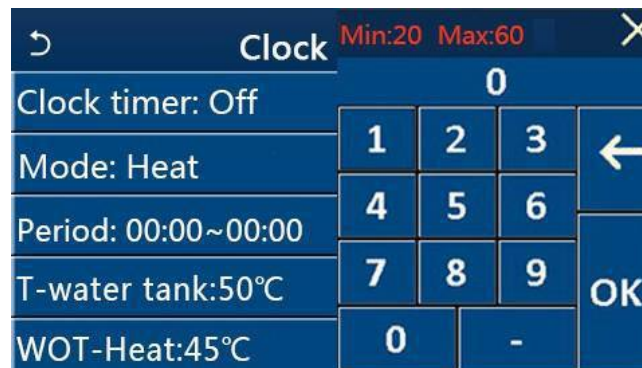 Clock
Clock timer: Off
Mode: Heat
Period: 00:00~00:00
T-water tank:50℃
WOT-Heat:45℃
Min:20 Max:60
0
1 2 3
4 5 6
7 8 9
OK
0 -